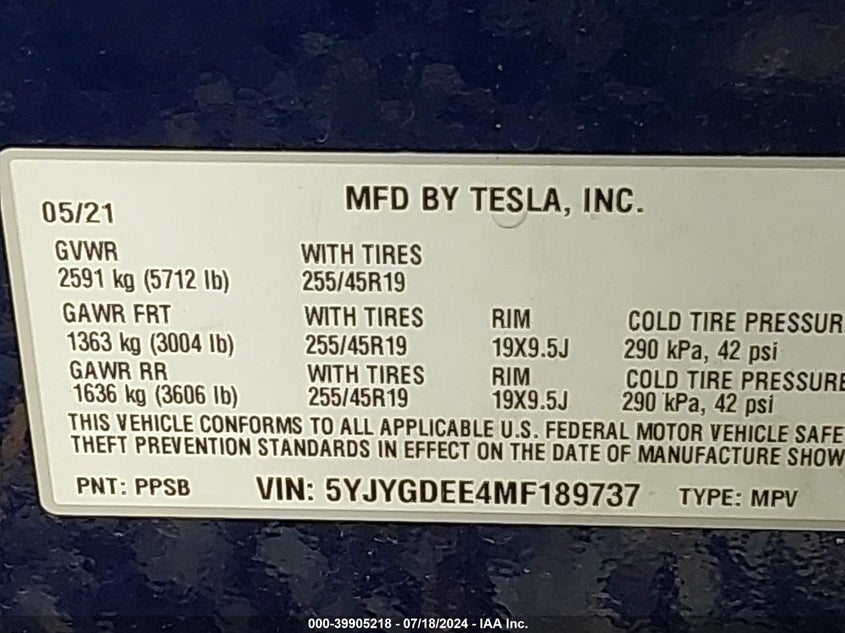 05/21 MFD BY TESLA, INC.
GVWR WITH TIRES
2591 kg (5712 lb) 255/45R19
GAWR FRT WITH TIRES RIM COLD TIRE PRESSUR
1363 kg (3004 lb) 255/45R19 19X9.5J 290 kPa, 42 psi
GAWR RR WITH TIRES RIM COLD TIRE PRESSURE
1636 kg (3606 lb) 255/45R19 19X9.5J 290 kPa, 42 psi
THIS VEHICLE CONFORMS TO ALL APPLICABLE U.S. FEDERAL MOTOR VEHICLE SAFE
THEFT PREVENTION STANDARDS IN EFFECT ON THE DATE OF MANUFACTURE SHOW
PNT: PPSB VIN: 5YJYGDEE4MF189737 TYPE: MPV
000-39905218 - 07/18/2024 - IAA Inc.